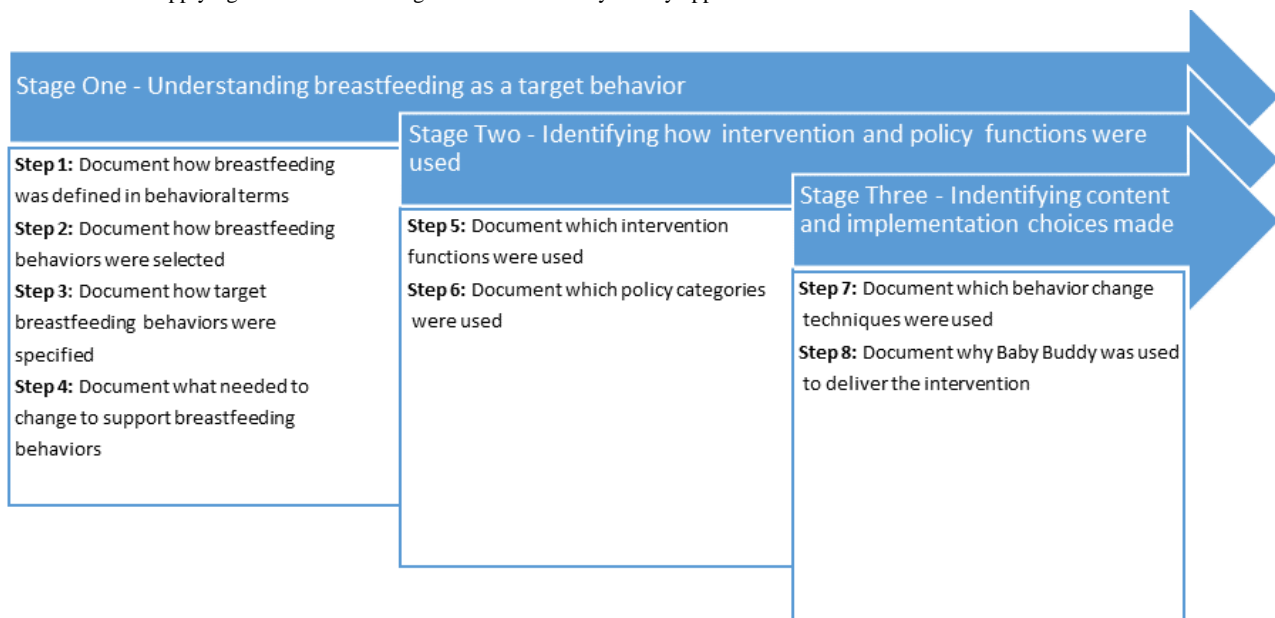 Stage One - Understanding breastfeeding as a target behavior
Stage Two - Identifying how intervention and policy functions were
used
Stage Three - Indentifying content
and implementation choices made
Step 1: Document how breastfeeding
was defined in behavioral terms
Step 2: Document how breastfeeding
behaviors were selected
Step 3: Document how target
breastfeeding behaviors were
specified
Step 4: Document what needed to
change to support breastfeeding
behaviors
Step 5: Document which intervention
functions were used
Step 6: Document which policy categories
were used
Step 7: Document which behavior change
techniques were used
Step 8: Document why Baby Buddy was used
to deliver the intervention